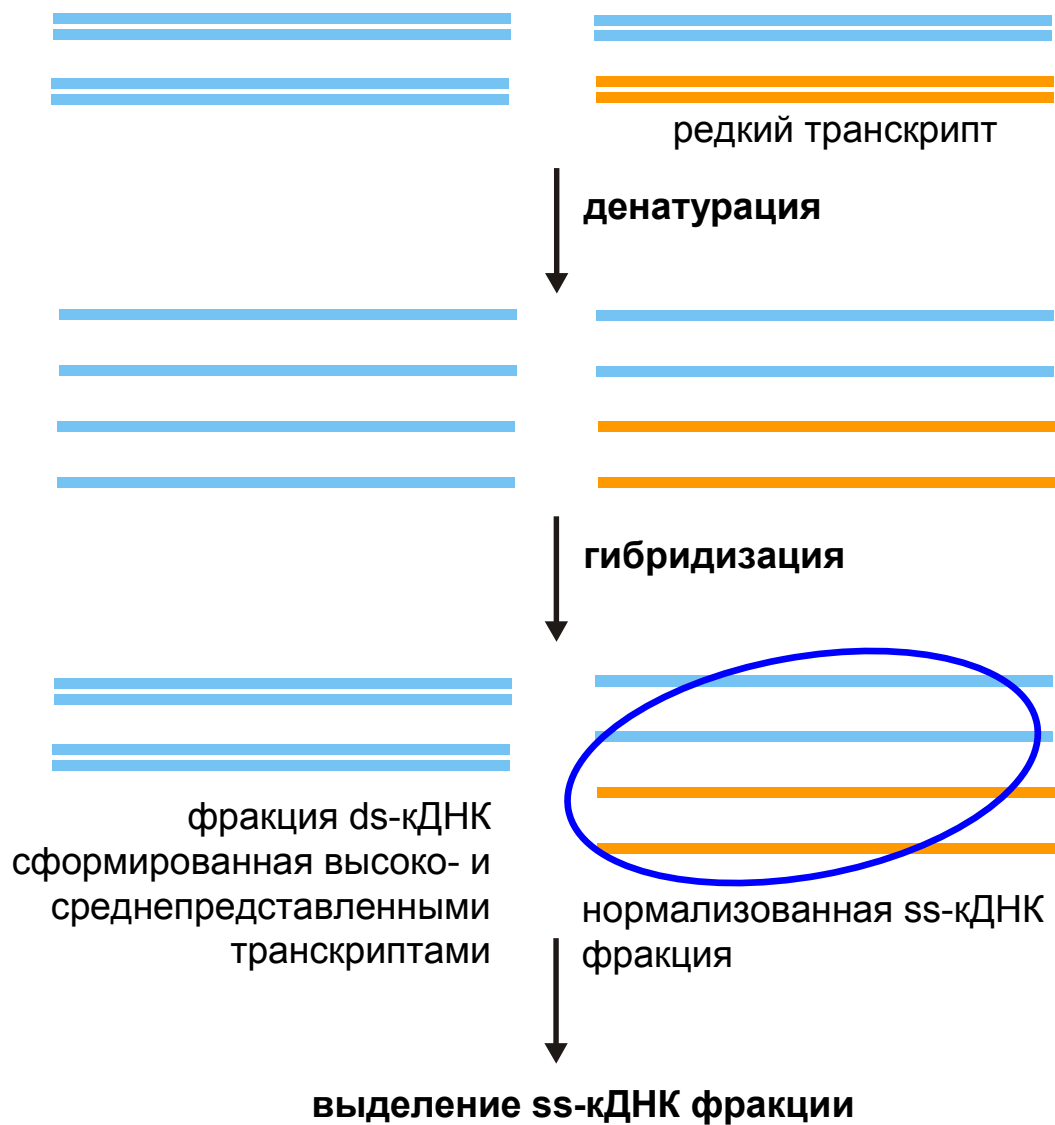 редкий транскрипт
денатурация
гибридизация
фракция ds-кДНК
сформированная высоко- и
среднепредставленными
транскриптами
нормализованная ss-кДНК
фракция
выделение ss-кДНК фракции